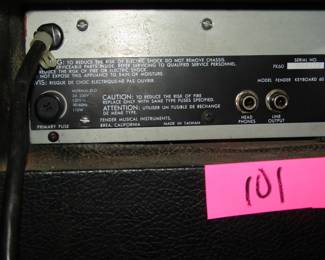 TO REDUCE THE RISK OF ELECTRIC SHOCK DO NOT REMOVE CHASSIS.
SERVICEABLE PARTS INSIDE. REFER SERVICING TO QUALIFIED SERVICE PERSONNEL.
REDUCE THE RISK OF FIRE OR ELECTRIC SHOCK,
NOT EXPOSE THIS APPLIANCE TO RAIN OR MOISTURE.
AVIS: RISQUE DE CHOC ELECTRIQUE-NE PAS OUVRIR
SERIAL NO.
FK60
MODEL FENDER KEYBOARD 60
CAUTION: TO REDUCE THE RISK OF FIRE
REPLACE ONLY WITH SAME TYPE FUSES SPECIFIED.
ATTENTION: UTILISER UN FUSIBLE DE RECHANGE
DE MÊME TYPE.
PRIMARY FUSE
FENDER MUSICAL INSTRUMENTS.
BREA, CALIFORNIA
MADE IN TAIWAN
HEAD
PHONES
LINE
OUTPUT
101